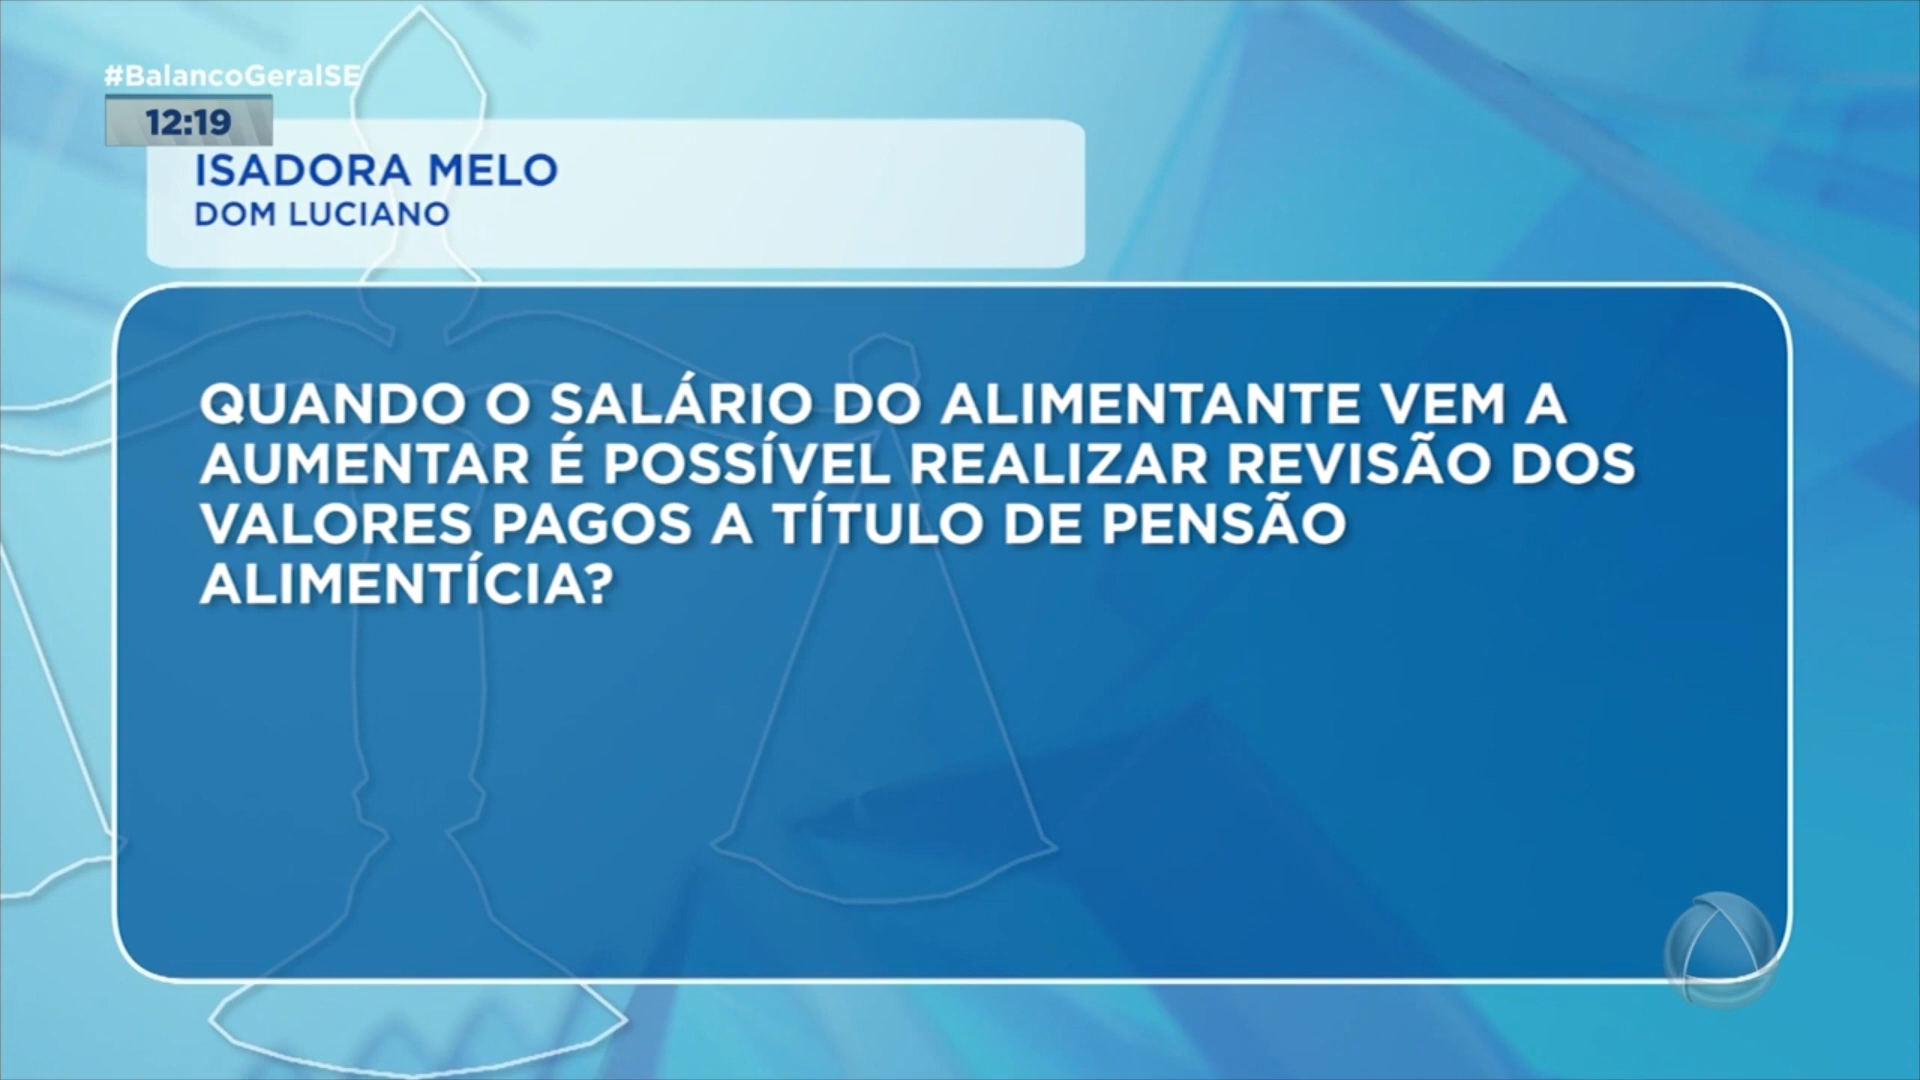 #BalancoGeralSE
12:19
ISADORA MELO
DOM LUCIANO
QUANDO O SALÁRIO DO ALIMENTANTE VEM A
AUMENTAR É POSSÍVEL REALIZAR REVISÃO DOS
VALORES PAGOS A TÍTULO DE PENSÃO
ALIMENTÍCIA?